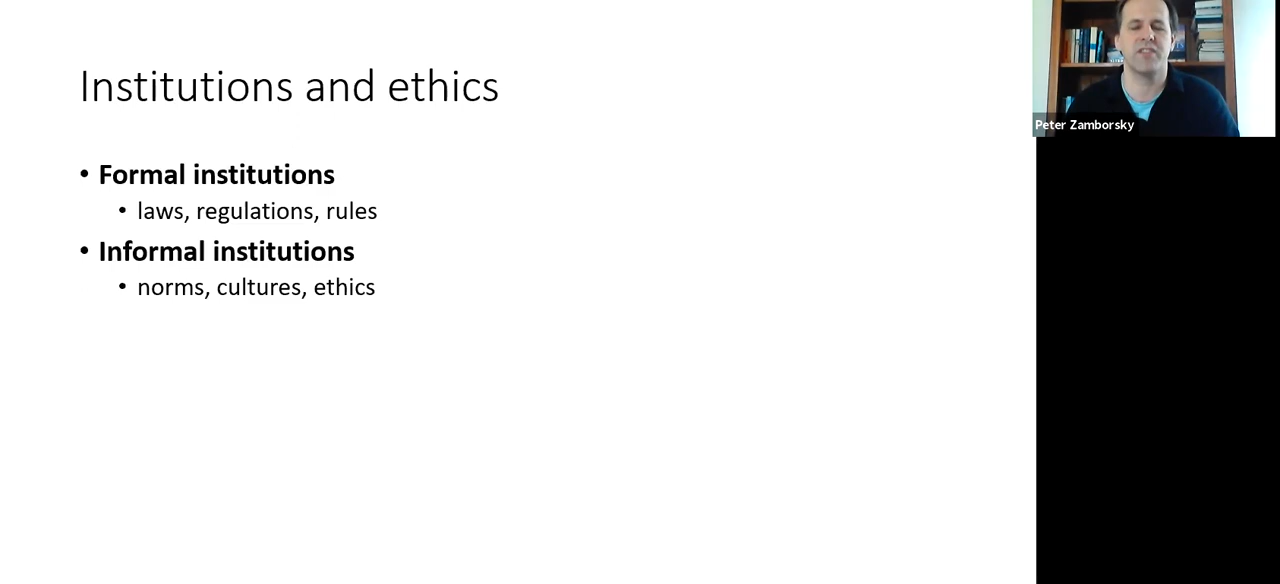 Institutions and ethics
• Formal institutions
• laws, regulations, rules
• Informal institutions
• norms, cultures, ethics
Peter Zamborsky